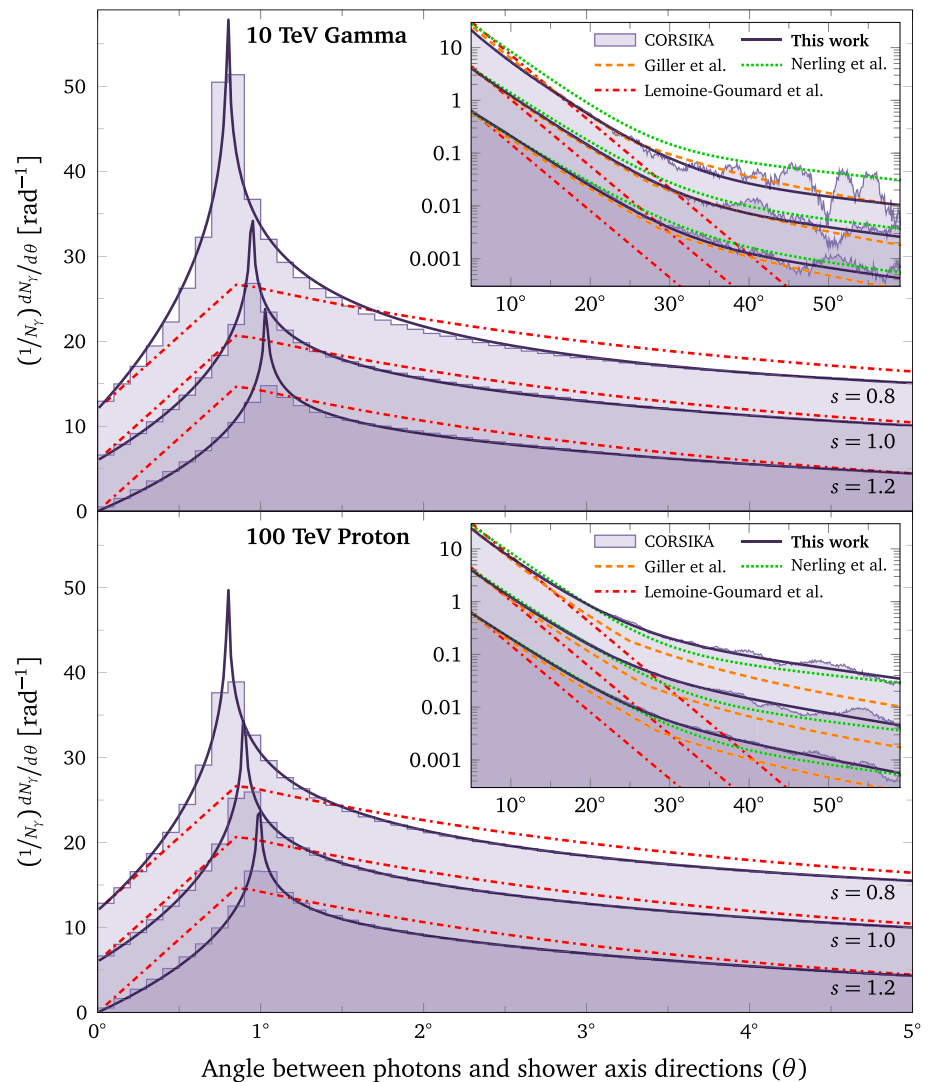 10 TeV Gamma
CORSIKA
This work
Giller et al.
Nerling et al.
Lemoine-Goumard et al.
10
1
0.1
0.01
0.001
10° 20° 30° 40° 50°
50
40
30
20
10
0
(1/Nγ) dNγ/dθ [rad⁻¹]
s = 0.8
s = 1.0
s = 1.2
100 TeV Proton
CORSIKA
This work
Giller et al.
Nerling et al.
Lemoine-Goumard et al.
10
1
0.1
0.01
0.001
10° 20° 30° 40° 50°
50
40
30
20
10
0
(1/Nγ) dNγ/dθ [rad⁻¹]
s = 0.8
s = 1.0
s = 1.2
0° 1° 2° 3° 4° 5°
Angle between photons and shower axis directions (θ)